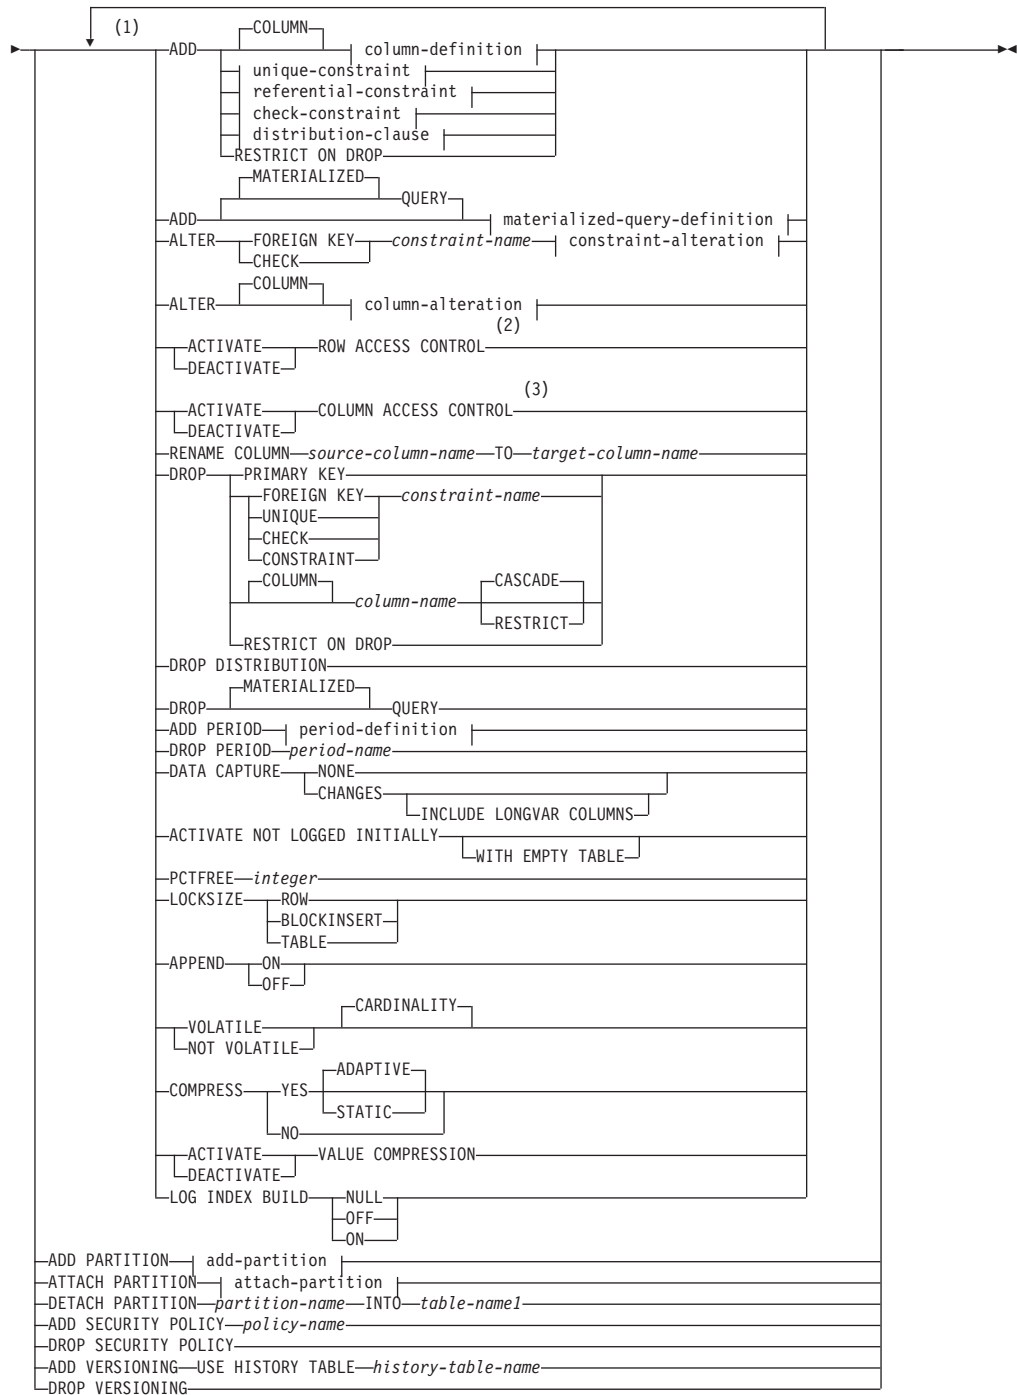 (1)
COLUMN
ADD column-definition
unique-constraint
referential-constraint
check-constraint
distribution-clause
RESTRICT ON DROP
MATERIALIZED
QUERY
ADD materialized-query-definition
ALTER FOREIGN KEY constraint-name constraint-alteration
CHECK
COLUMN
ALTER column-alteration
(2)
ACTIVATE ROW ACCESS CONTROL
DEACTIVATE
(3)
ACTIVATE COLUMN ACCESS CONTROL
DEACTIVATE
RENAME COLUMN source-column-name TO target-column-name
DROP PRIMARY KEY
FOREIGN KEY constraint-name
UNIQUE
CHECK
CONSTRAINT
COLUMN CASCADE
column-name
RESTRICT
RESTRICT ON DROP
DROP DISTRIBUTION
MATERIALIZED
DROP QUERY
ADD PERIOD period-definition
DROP PERIOD period-name
DATA CAPTURE NONE
CHANGES
INCLUDE LONGVAR COLUMNS
ACTIVATE NOT LOGGED INITIALLY
WITH EMPTY TABLE
PCTFREE integer
LOCKSIZE ROW
BLOCKINSERT
TABLE
APPEND ON
OFF
CARDINALITY
VOLATILE
NOT VOLATILE
ADAPTIVE
COMPRESS YES
STATIC
NO
ACTIVATE VALUE COMPRESSION
DEACTIVATE
LOG INDEX BUILD NULL
OFF
ON
ADD PARTITION add-partition
ATTACH PARTITION attach-partition
DETACH PARTITION partition-name INTO table-name1
ADD SECURITY POLICY policy-name
DROP SECURITY POLICY
ADD VERSIONING USE HISTORY TABLE history-table-name
DROP VERSIONING